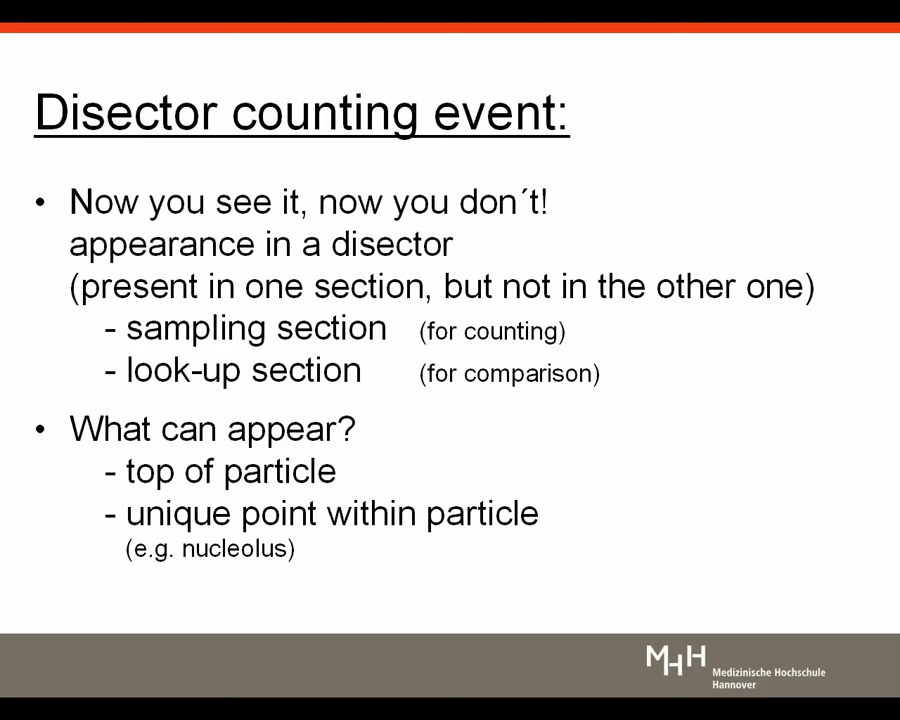 Disector counting event:
• Now you see it, now you don´t!
appearance in a disector
(present in one section, but not in the other one)
- sampling section (for counting)
- look-up section (for comparison)
• What can appear?
- top of particle
- unique point within particle
(e.g. nucleolus)
MHH
Medizinische Hochschule
Hannover